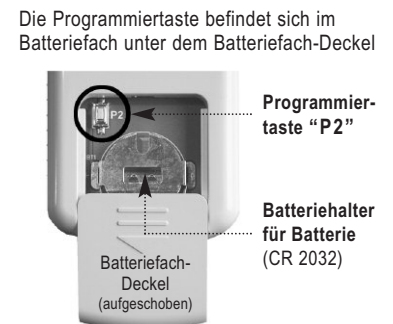 Die Programmiertaste befindet sich im
Batteriefach unter dem Batteriefach-Deckel
P2
Programmier-
taste “P2”
Batteriehalter
für Batterie
(CR 2032)
Batteriefach-
Deckel
(aufgeschoben)